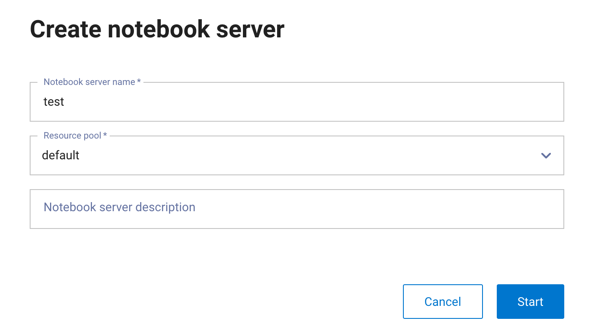 Create notebook server
Notebook server name *
test
Resource pool *
default
Notebook server description
Cancel
Start